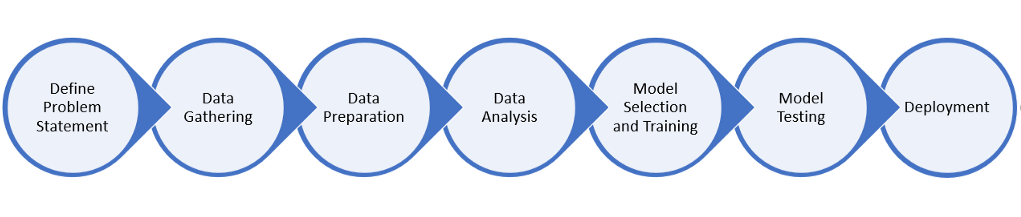 Define
Problem
Statement
Data
Gathering
Data
Preparation
Data
Analysis
Model
Selection
and Training
Model
Testing
Deployment